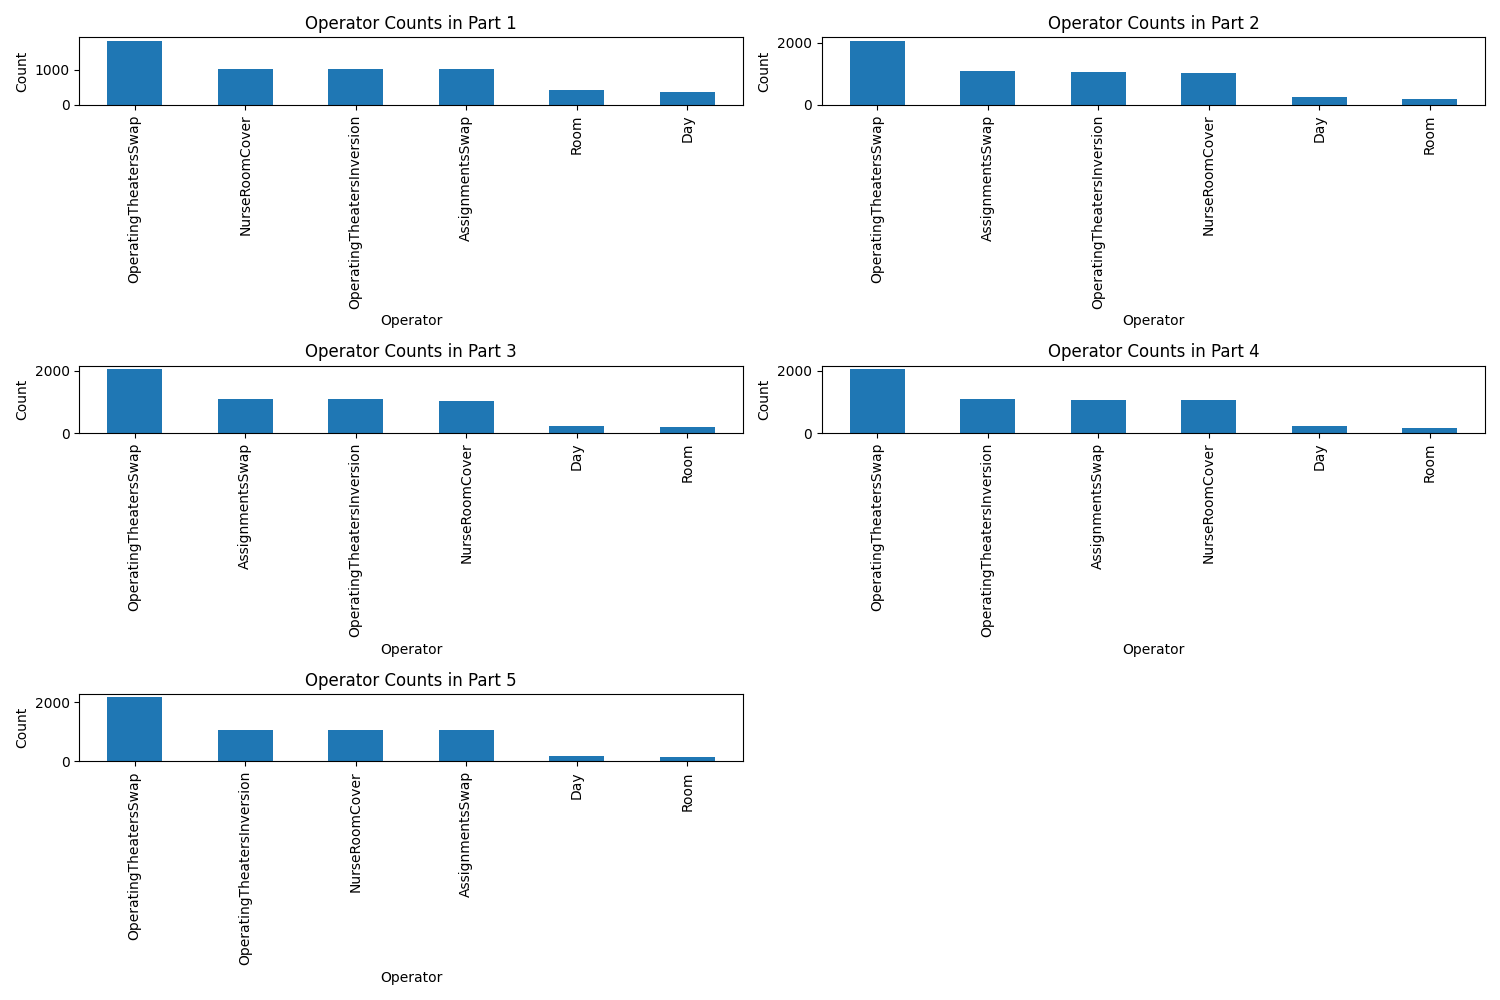 Operator Counts in Part 1
Count
1000
0
OperatingTheatersSwap
NurseRoomCover
OperatingTheatersInversion
AssignmentsSwap
Room
Day
Operator
Operator Counts in Part 2
Count
2000
0
OperatingTheatersSwap
AssignmentsSwap
OperatingTheatersInversion
NurseRoomCover
Day
Room
Operator
Operator Counts in Part 3
Count
2000
0
OperatingTheatersSwap
AssignmentsSwap
OperatingTheatersInversion
NurseRoomCover
Day
Room
Operator
Operator Counts in Part 4
Count
2000
0
OperatingTheatersSwap
OperatingTheatersInversion
AssignmentsSwap
NurseRoomCover
Day
Room
Operator
Operator Counts in Part 5
Count
2000
0
OperatingTheatersSwap
OperatingTheatersInversion
NurseRoomCover
AssignmentsSwap
Day
Room
Operator